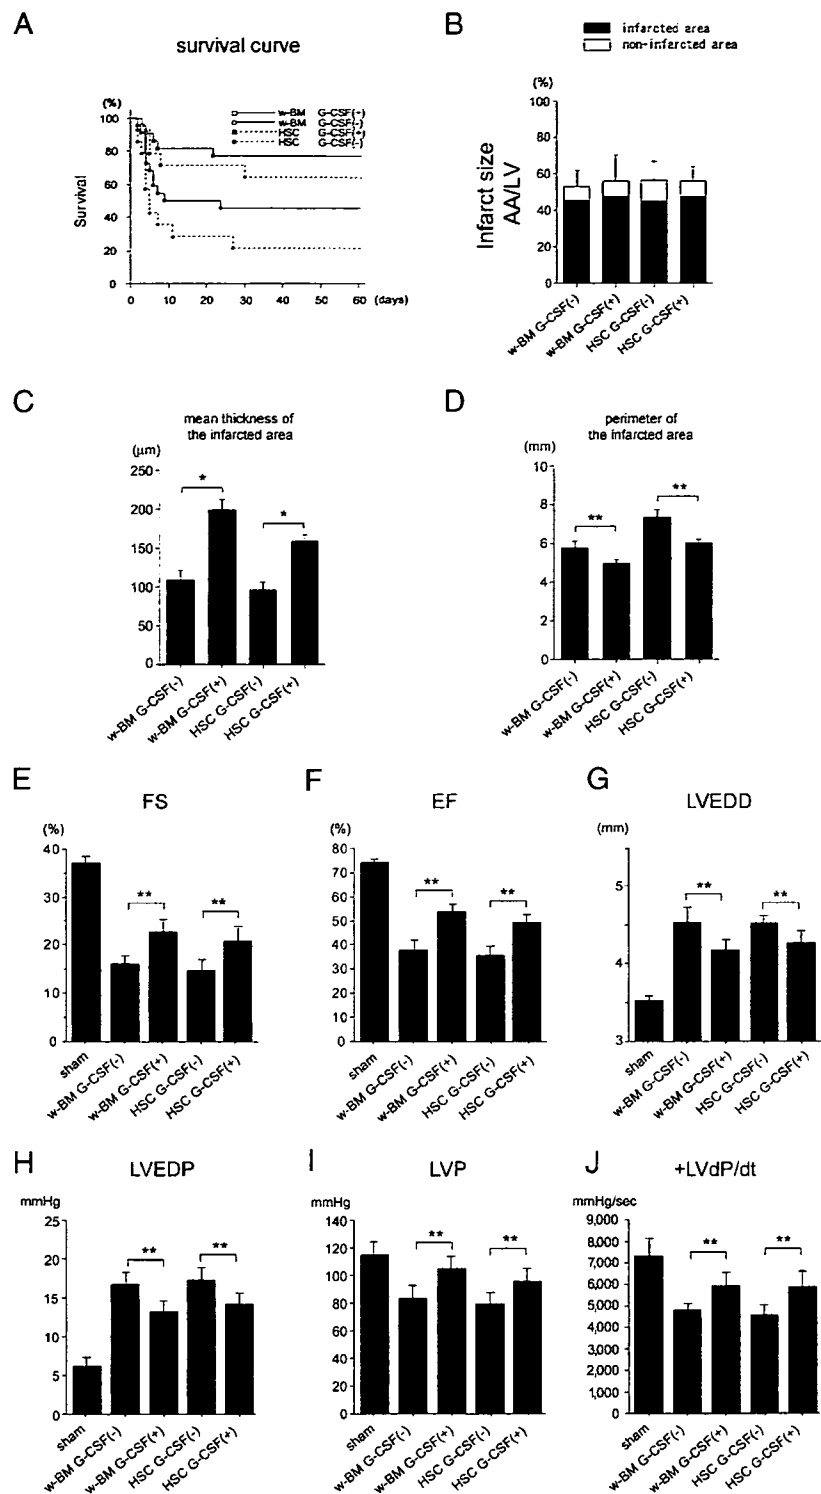 A
survival curve
(%)
w-BM G-CSF(+)
w-BM G-CSF(-)
HSC G-CSF(+)
HSC G-CSF(-)
100
80
60
40
20
0
Survival
0 10 20 30 40 50 60 (days)
B
infarcted area
non-infarcted area
(%)
100
80
60
40
20
0
Infarct size
AA/LV
w-BM G-CSF(-)
w-BM G-CSF(+)
HSC G-CSF(-)
HSC G-CSF(+)
C
mean thickness of
the infarcted area
(μm)
250
200
150
100
50
0
*
*
w-BM G-CSF(-)
w-BM G-CSF(+)
HSC G-CSF(-)
HSC G-CSF(+)
D
perimeter of
the infarcted area
(mm)
10
8
6
4
2
0
**
**
w-BM G-CSF(-)
w-BM G-CSF(+)
HSC G-CSF(-)
HSC G-CSF(+)
E
FS
(%)
40
30
20
10
0
**
**
sham
w-BM G-CSF(-)
w-BM G-CSF(+)
HSC G-CSF(-)
HSC G-CSF(+)
F
EF
(%)
80
70
60
50
40
30
20
10
0
**
**
sham
w-BM G-CSF(-)
w-BM G-CSF(+)
HSC G-CSF(-)
HSC G-CSF(+)
G
LVEDD
(mm)
5
4
3
**
**
sham
w-BM G-CSF(-)
w-BM G-CSF(+)
HSC G-CSF(-)
HSC G-CSF(+)
H
LVEDP
mmHg
25
20
15
10
5
0
**
**
sham
w-BM G-CSF(-)
w-BM G-CSF(+)
HSC G-CSF(-)
HSC G-CSF(+)
I
LVP
mmHg
140
120
100
80
60
40
20
0
**
**
sham
w-BM G-CSF(-)
w-BM G-CSF(+)
HSC G-CSF(-)
HSC G-CSF(+)
J
+LVdP/dt
mmHg/sec
9,000
8,000
7,000
6,000
5,000
4,000
3,000
2,000
1,000
0
**
**
sham
w-BM G-CSF(-)
w-BM G-CSF(+)
HSC G-CSF(-)
HSC G-CSF(+)